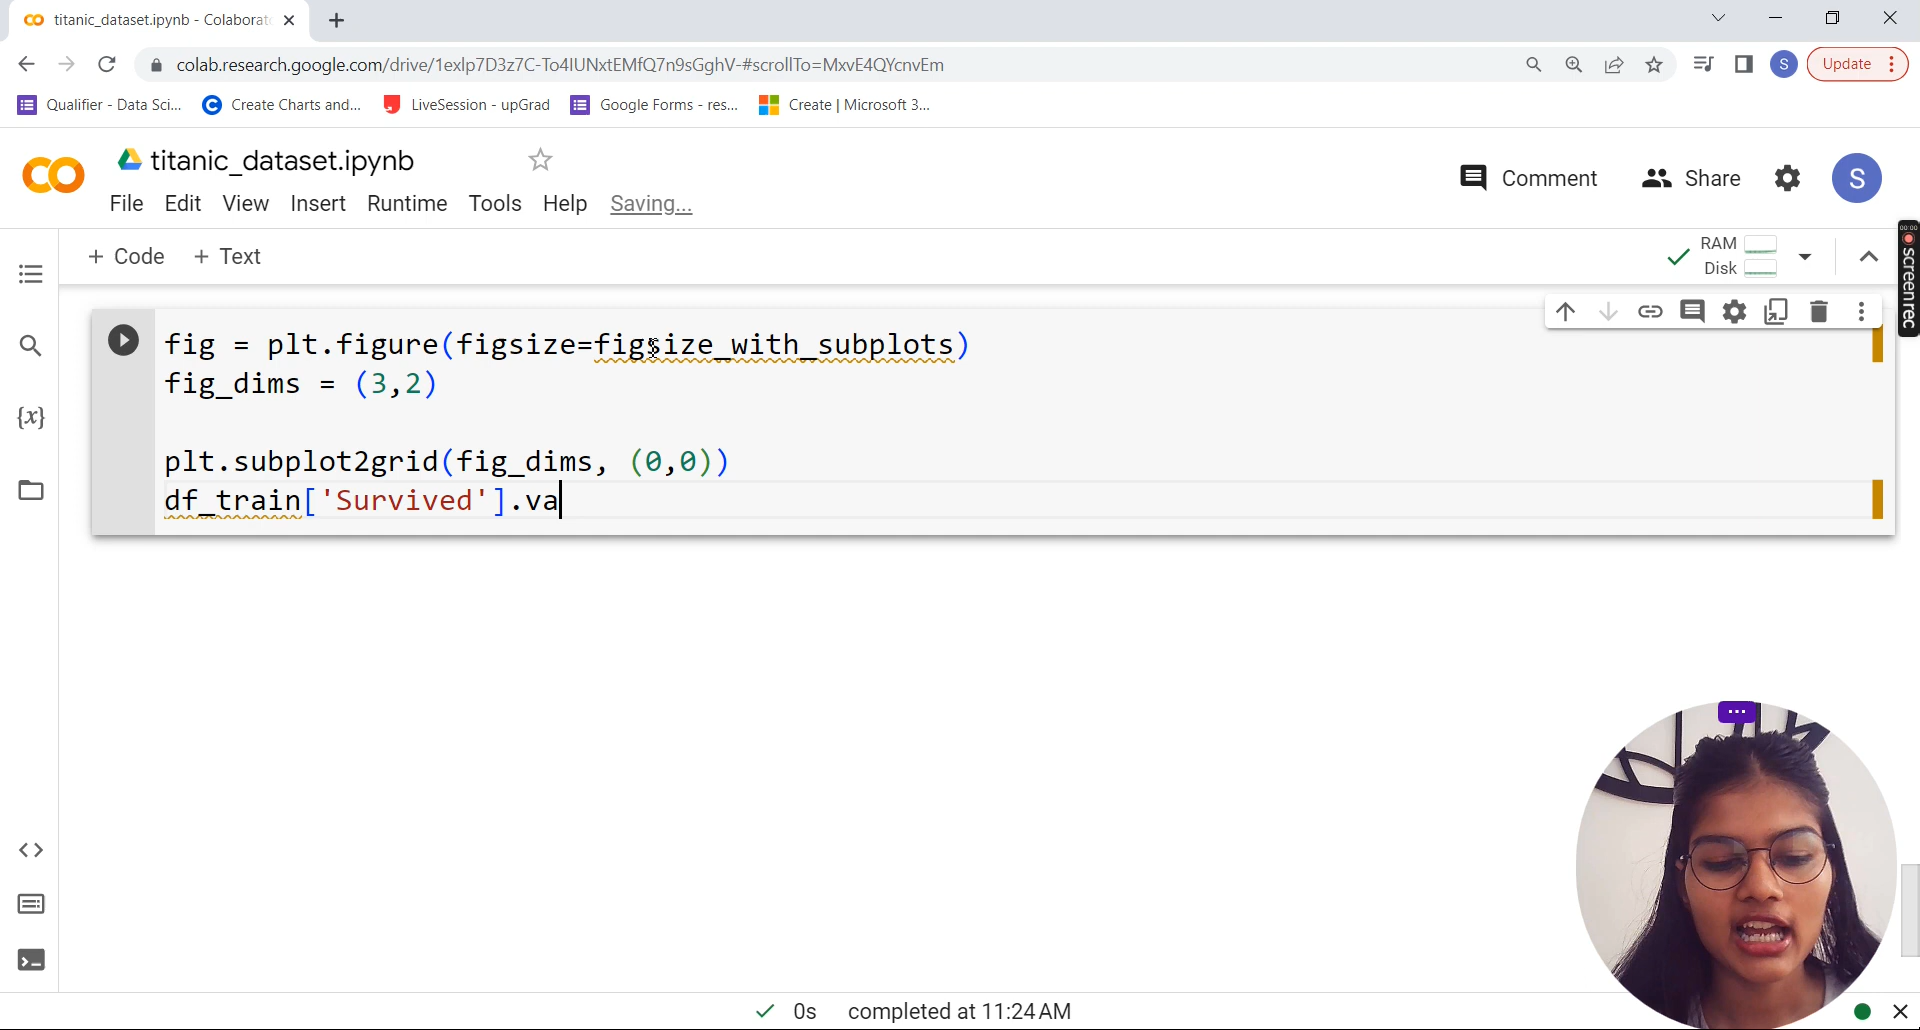 titanic_dataset.ipynb - Colaborat
colab.research.google.com/drive/1exlp7D3z7C-To4IUNxtEMfQ7n9sGghV-#scrollTo=MxvE4QYcnvEm
S
Update
Qualifier - Data Sci...
Create Charts and...
LiveSession - upGrad
Google Forms - res...
Create | Microsoft 3...
titanic_dataset.ipynb
Comment
Share
S
File Edit View Insert Runtime Tools Help Saving...
+ Code + Text
RAM
Disk
00:00
screenrec
fig = plt.figure(figsize=figsize_with_subplots)
fig_dims = (3,2)
plt.subplot2grid(fig_dims, (0,0))
df_train['Survived'].va
{x}
0s completed at 11:24 AM